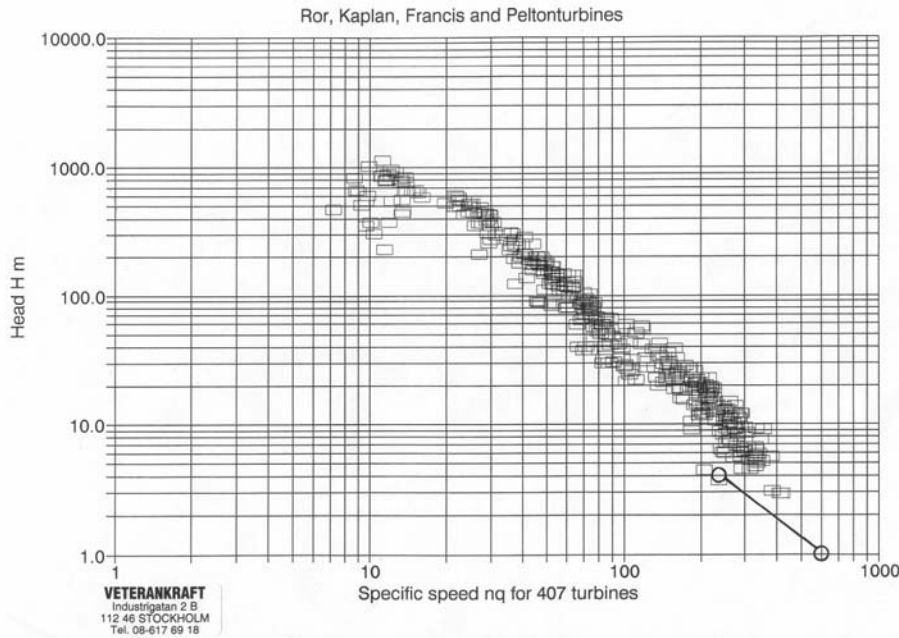 Ror, Kaplan, Francis and Peltonturbines
10000.0
1000.0
100.0
10.0
1.0
Head H m
1 10 100 1000
Specific speed nq for 407 turbines
VETERANKRAFT
Industrigatan 2 B
112 46 STOCKHOLM
Tel. 08-617 69 18